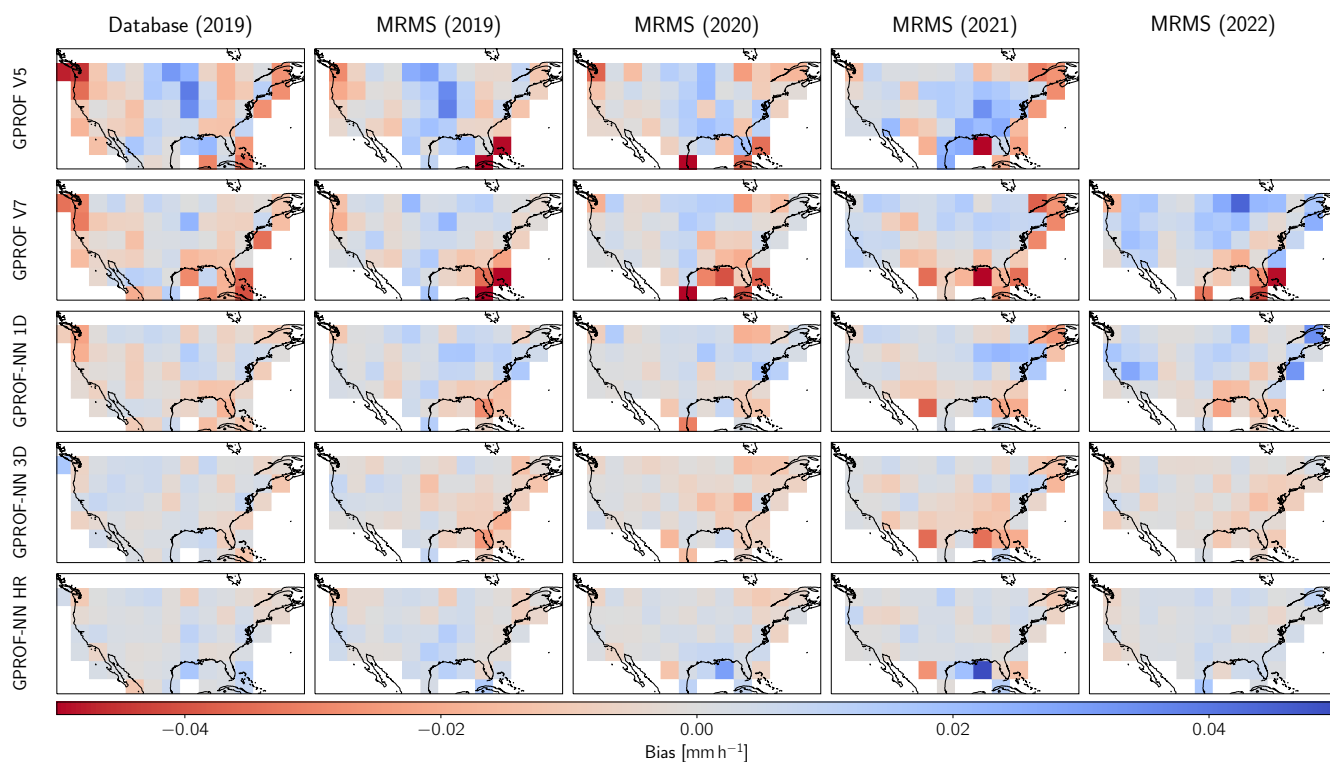 Database (2019) MRMS (2019) MRMS (2020) MRMS (2021) MRMS (2022)
GPROF V5
GPROF V7
GPROF-NN 1D
GPROF-NN 3D
GPROF-NN HR
−0.04 −0.02 0.00 0.02 0.04
Bias [mm h⁻¹]